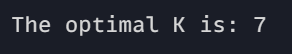 The optimal K is: 7